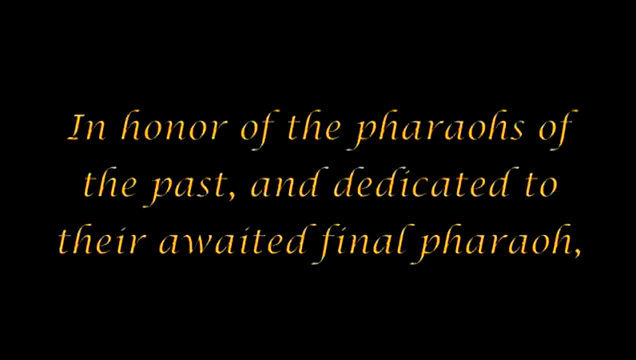 In honor of the pharaohs of
the past, and dedicated to
their awaited final pharaoh,